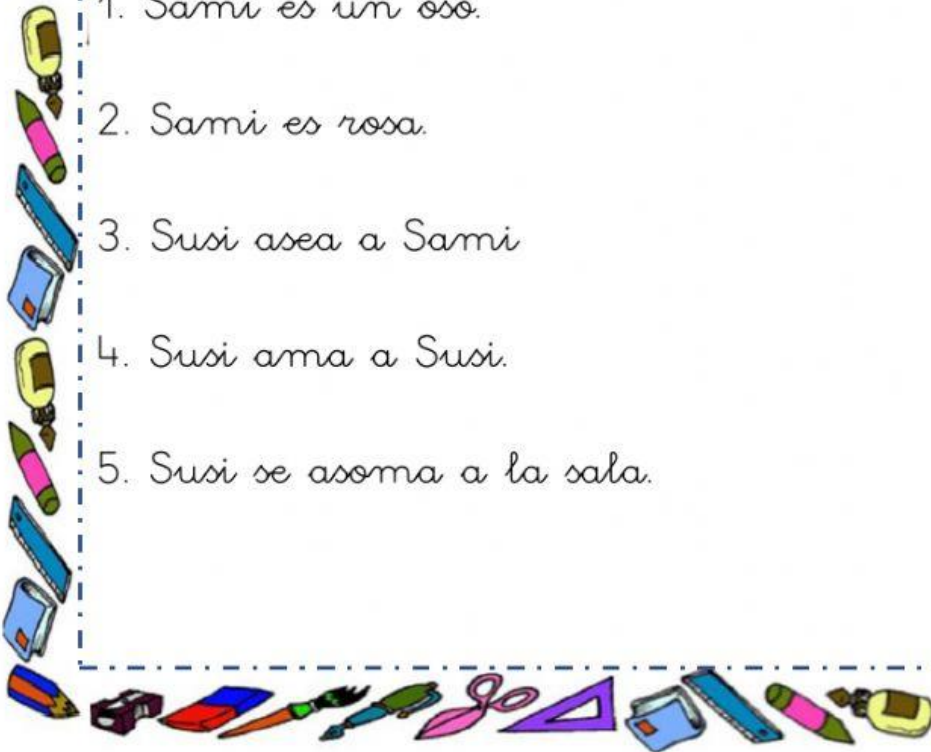 1. Sami es un oso.
2. Sami es rosa.
3. Susi asea a Sami
4. Susi ama a Susi.
5. Susi se asoma a la sala.